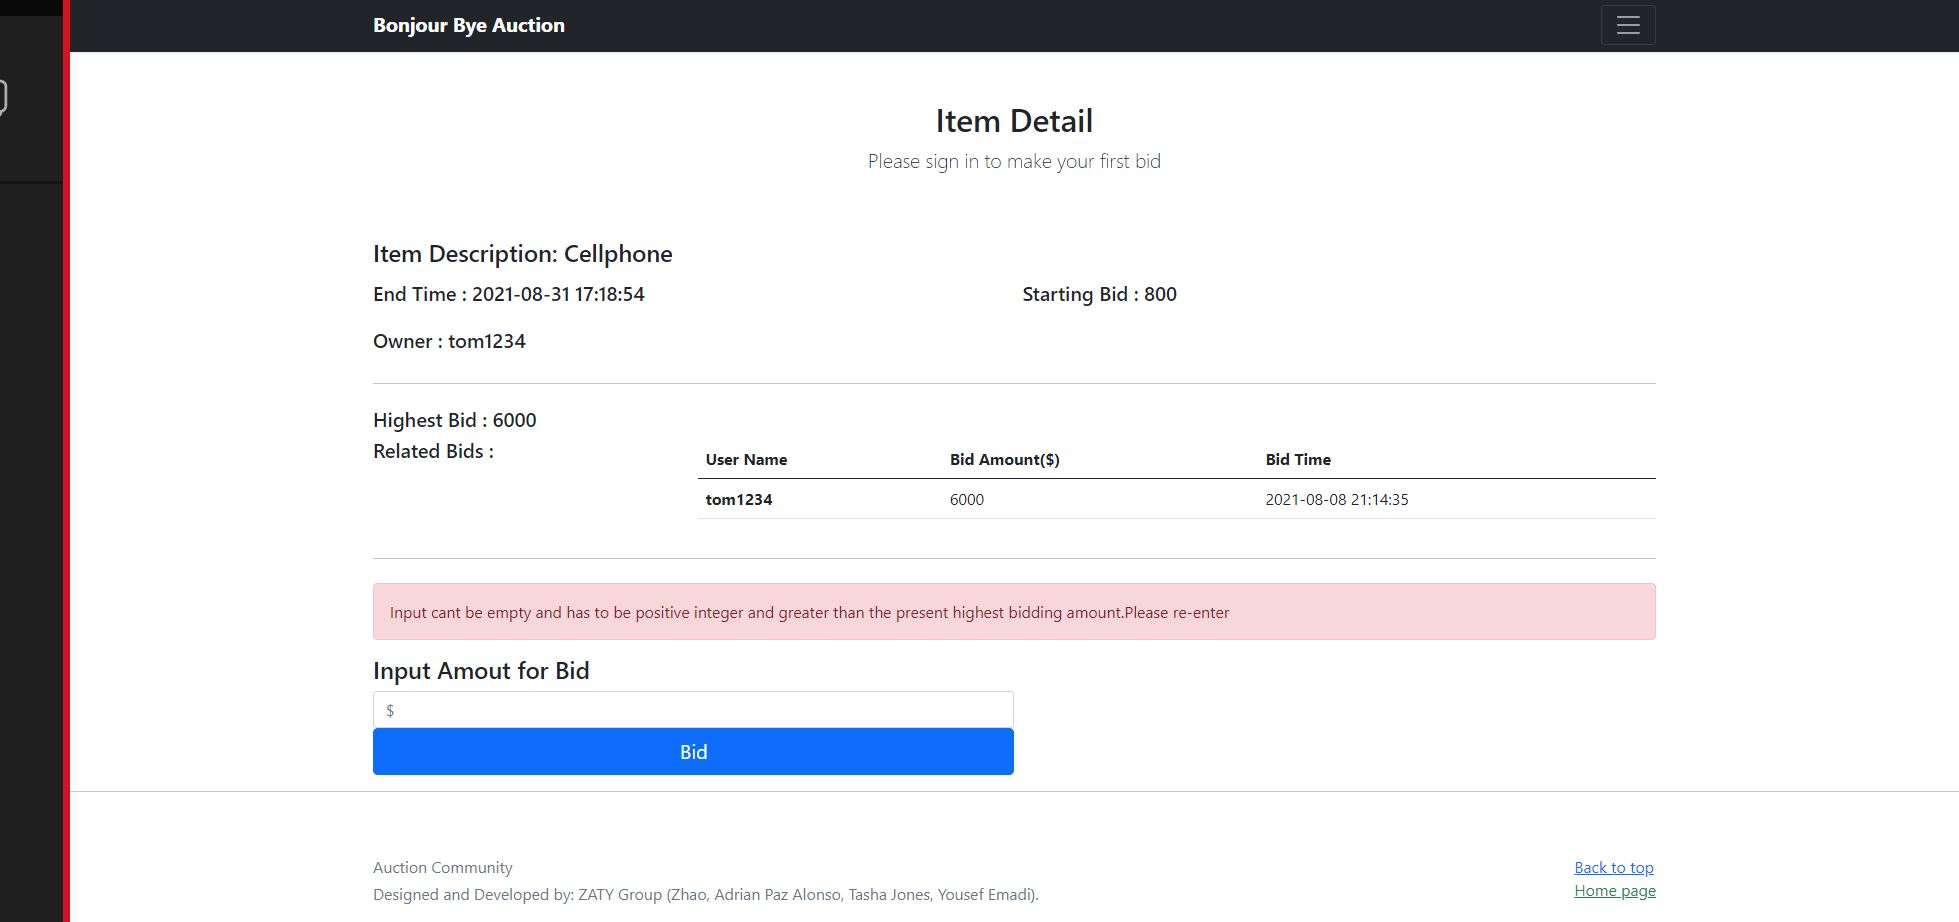 Bonjour Bye Auction
Item Detail
Please sign in to make your first bid
Item Description: Cellphone
End Time : 2021-08-31 17:18:54
Starting Bid : 800
Owner : tom1234
Highest Bid : 6000
Related Bids :
User Name Bid Amount($) Bid Time
tom1234 6000 2021-08-08 21:14:35
Input cant be empty and has to be positive integer and greater than the present highest bidding amount.Please re-enter
Input Amout for Bid
$
Bid
Auction Community
Designed and Developed by: ZATY Group (Zhao, Adrian Paz Alonso, Tasha Jones, Yousef Emadi).
Back to top
Home page